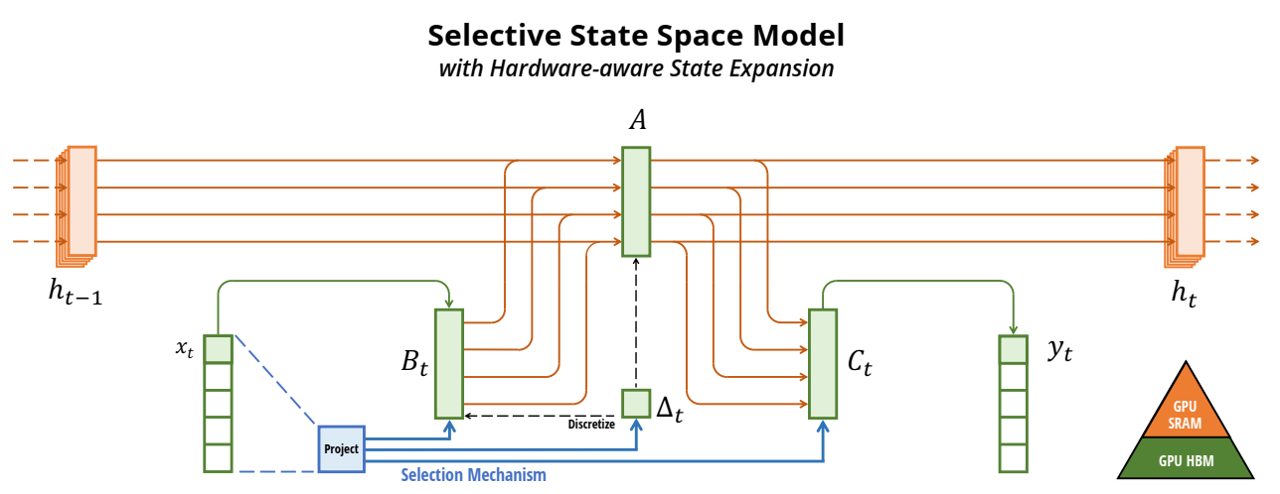 Selective State Space Model
with Hardware-aware State Expansion
A
h_{t-1}
h_t
x_t
B_t
C_t
y_t
Δ_t
Discretize
Project
Selection Mechanism
GPU
SRAM
GPU HBM